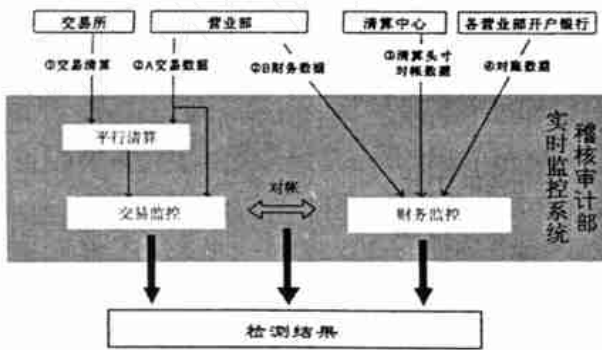 交易所
营业部
清算中心
各营业部开户银行
①交易清算
②A交易数据
②B财务数据
③清算头寸
对帐数据
④对账数据
平行清算
交易监控
对帐
财务监控
稽核审计部
实时监控系统
检测结果